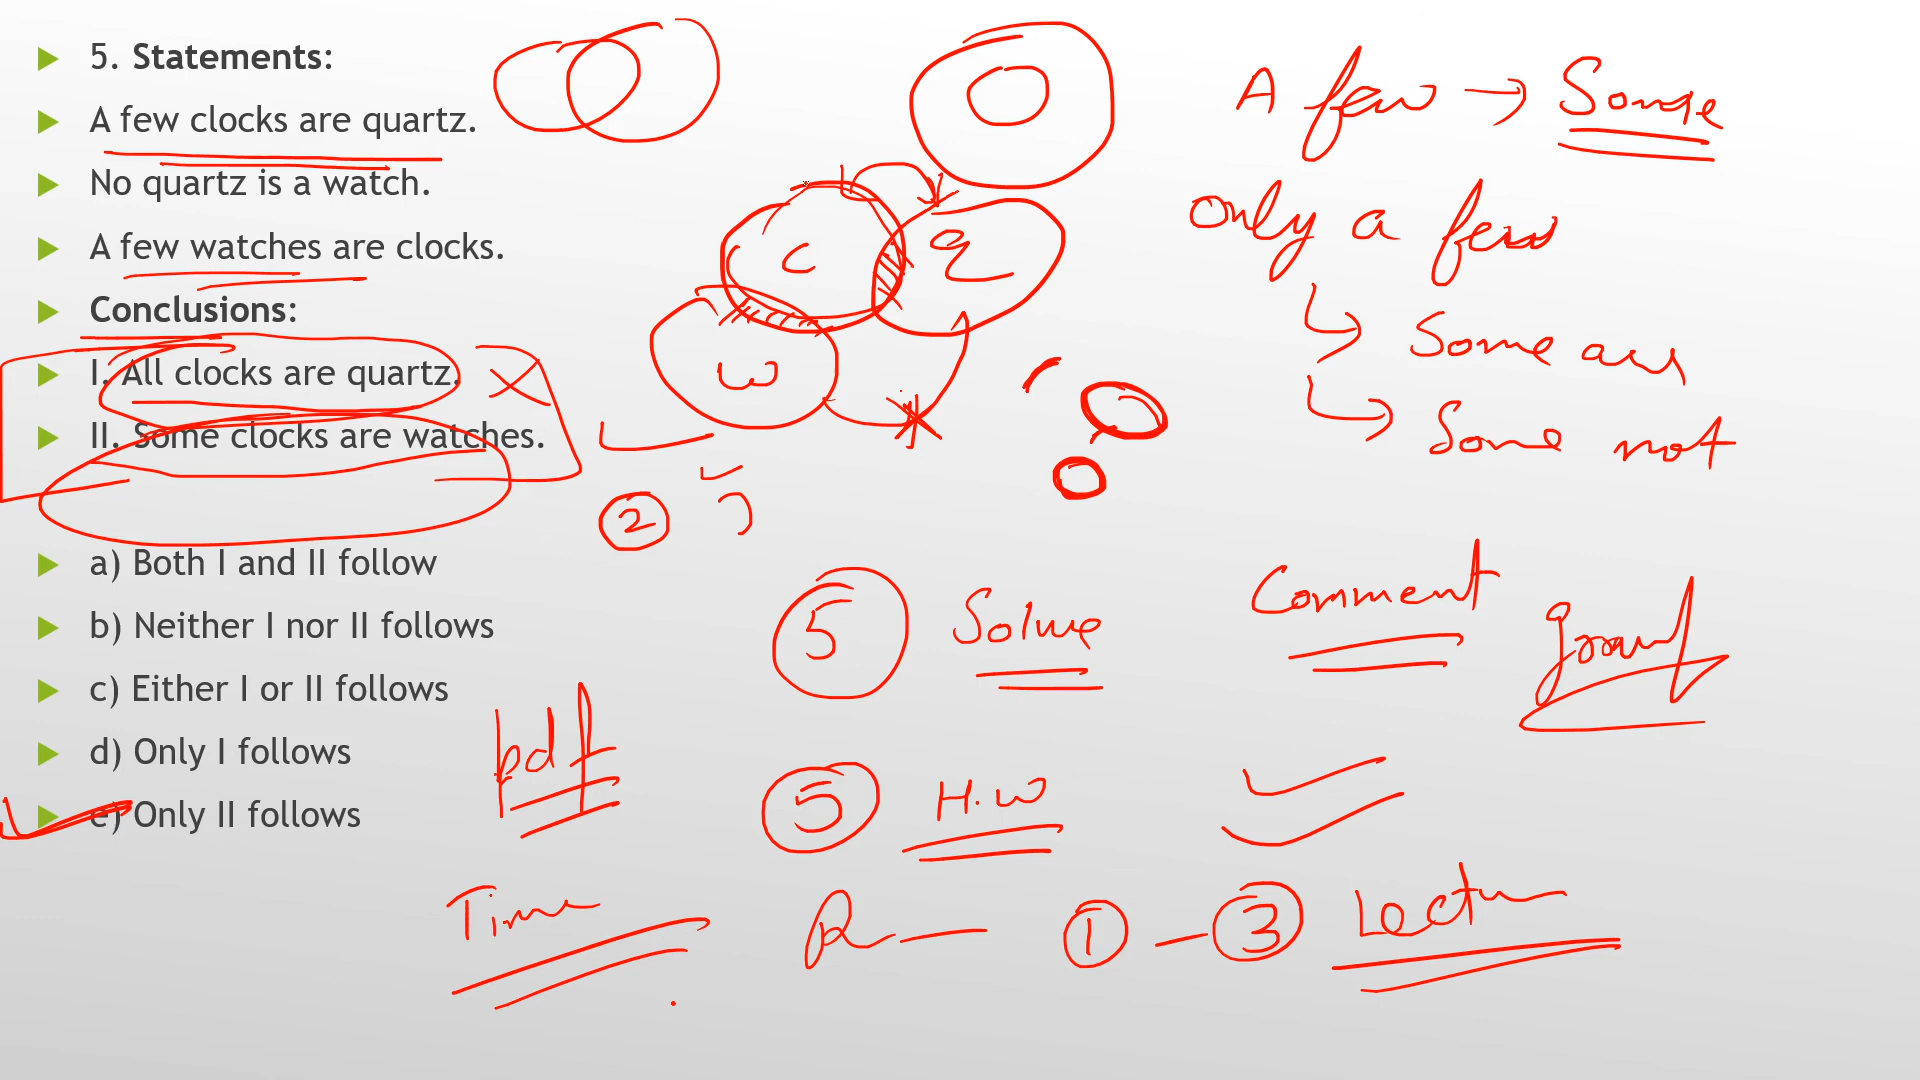 5. Statements:
A few clocks are quartz.
No quartz is a watch.
A few watches are clocks.
Conclusions:
I. All clocks are quartz.
II. Some clocks are watches.
a) Both I and II follow
b) Neither I nor II follows
c) Either I or II follows
d) Only I follows
e) Only II follows
C
q
w
A few → Some
only a few
Some are
Some not
2
5 Solve
Comment
pdf
5 H.W
Time
1 — 3